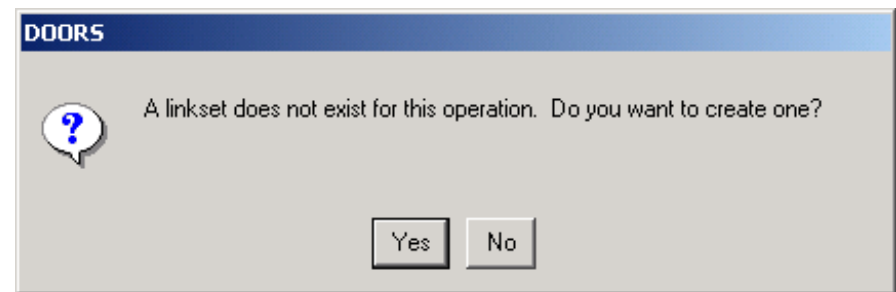 DOORS
A linkset does not exist for this operation.  Do you want to create one?
?
Yes
No